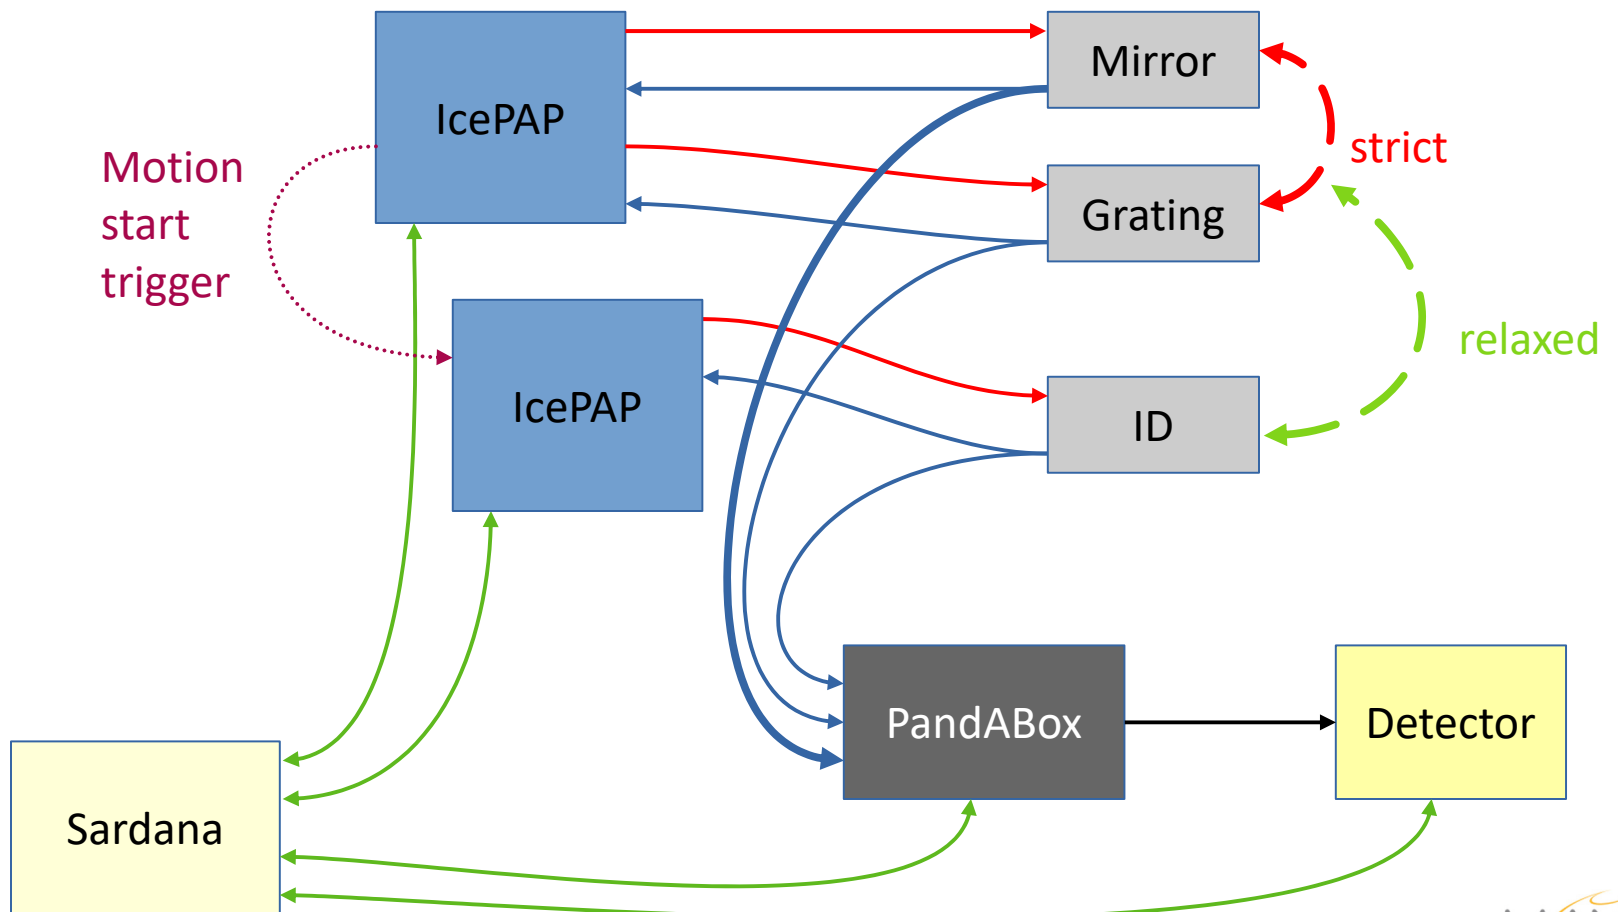 IcePAP
Mirror
strict
Motion
start
trigger
Grating
relaxed
IcePAP
ID
PandABox
Detector
Sardana